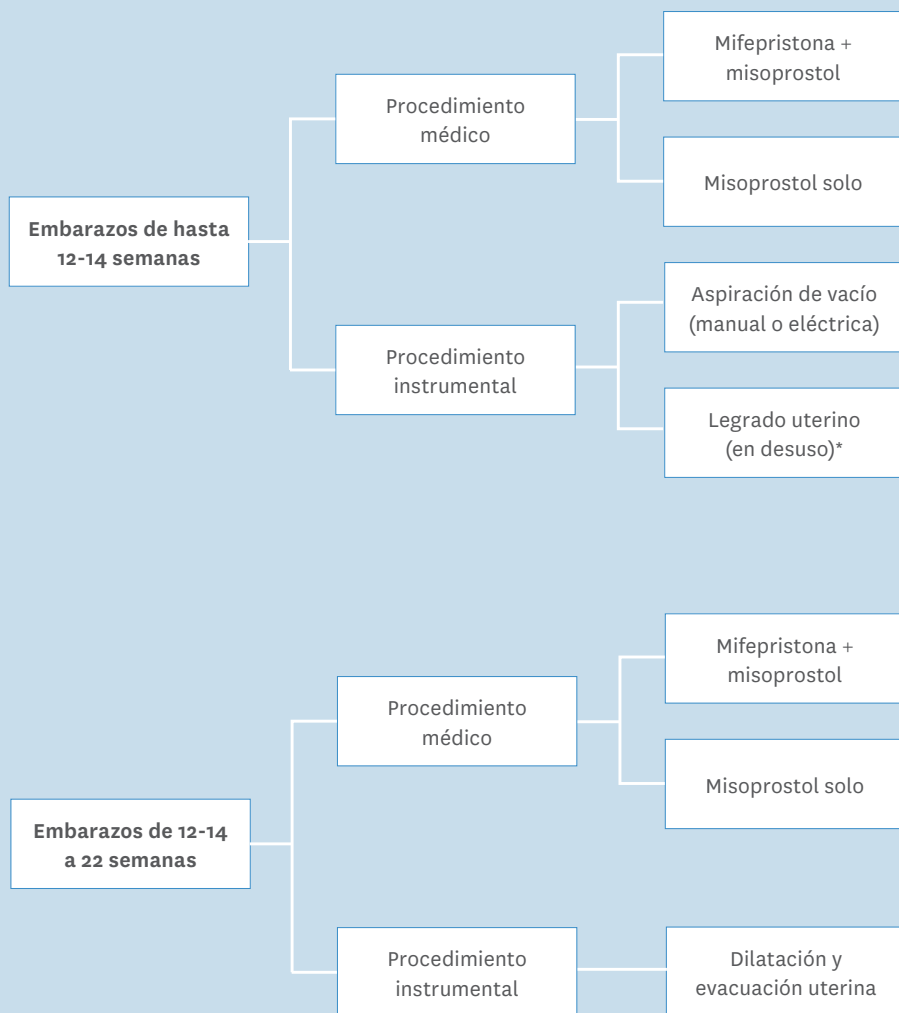 Mifepristona +
misoprostol
Procedimiento
médico
Misoprostol solo
Embarazos de hasta
12-14 semanas
Aspiración de vacío
(manual o eléctrica)
Procedimiento
instrumental
Legrado uterino
(en desuso)*
Mifepristona +
misoprostol
Procedimiento
médico
Misoprostol solo
Embarazos de 12-14
a 22 semanas
Procedimiento
instrumental
Dilatación y
evacuación uterina